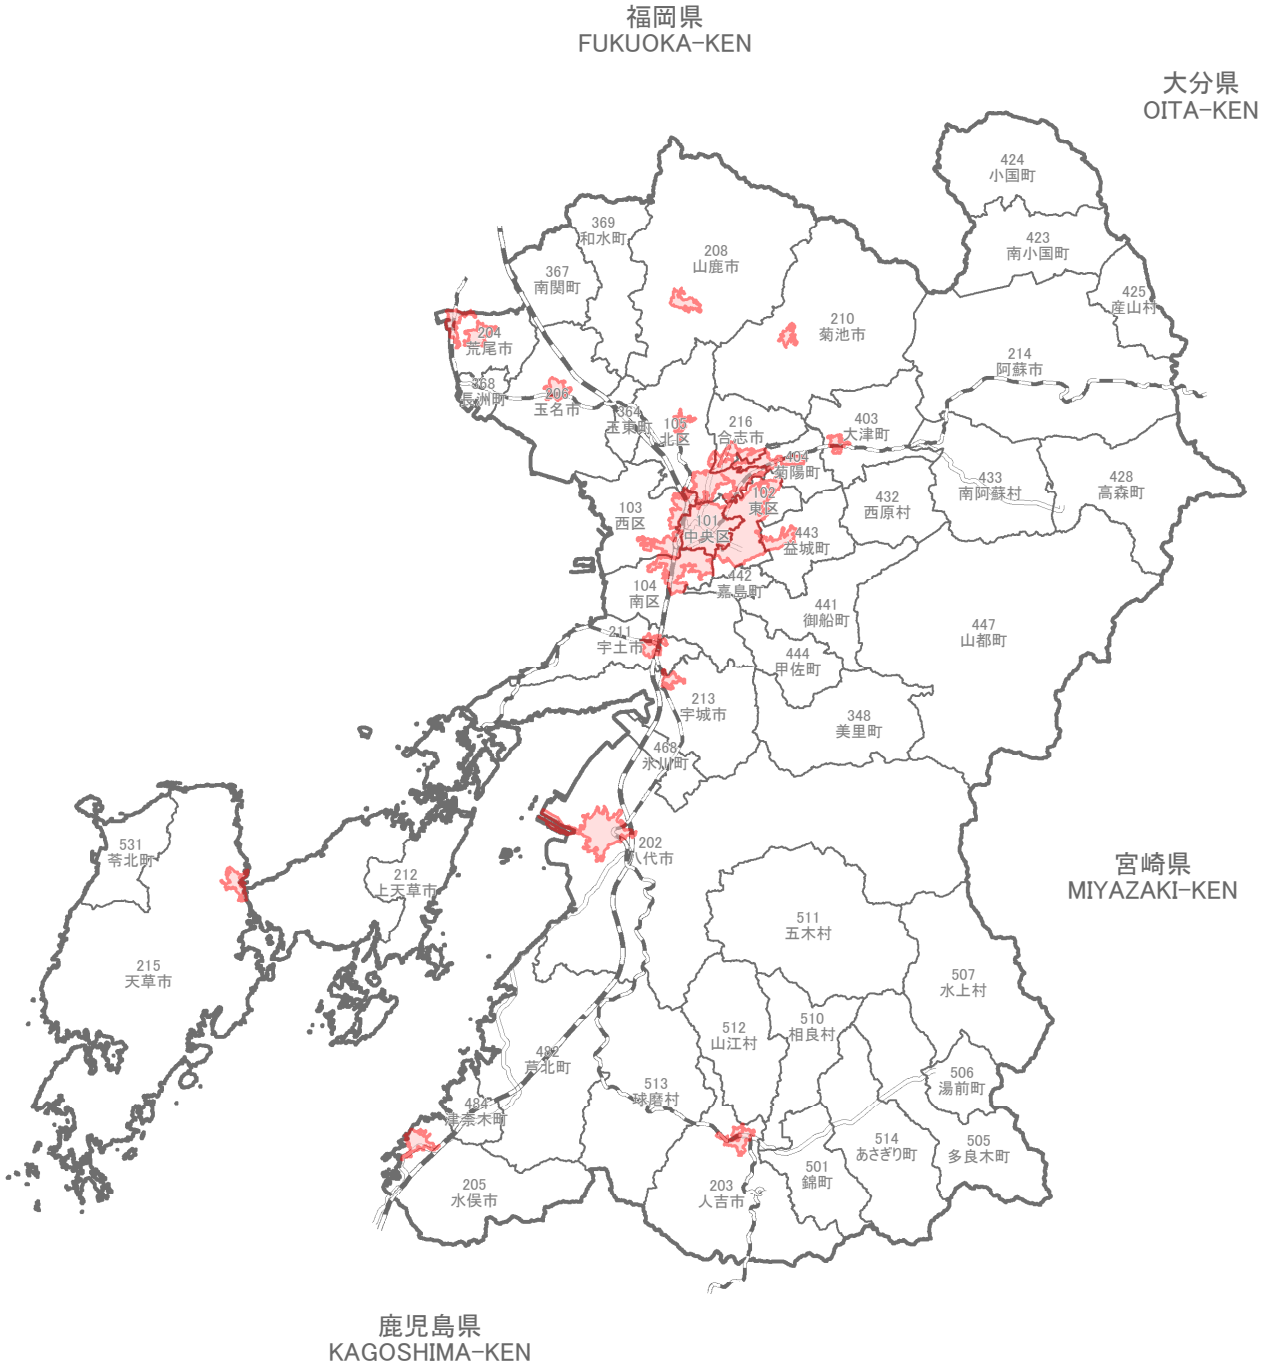 福岡県
FUKUOKA-KEN
大分県
OITA-KEN
424
小国町
369
和水町
423
南小国町
208
山鹿市
367
南関町
425
産山村
210
菊池市
204
荒尾市
214
阿蘇市
368
長洲町
206
玉名市
364
玉東町
105
北区
216
合志市
403
大津町
404
菊陽町
433
南阿蘇村
428
高森町
102
東区
432
西原村
103
西区
101
中央区
443
益城町
442
嘉島町
104
南区
441
御船町
447
山都町
211
宇土市
444
甲佐町
213
宇城市
348
美里町
468
氷川町
531
苓北町
202
八代市
宮崎県
MIYAZAKI-KEN
212
上天草市
511
五木村
215
天草市
507
水上村
512
山江村
510
相良村
482
芦北町
506
湯前町
513
球磨村
484
津奈木町
514
あさぎり町
505
多良木町
501
錦町
205
水俣市
203
人吉市
鹿児島県
KAGOSHIMA-KEN